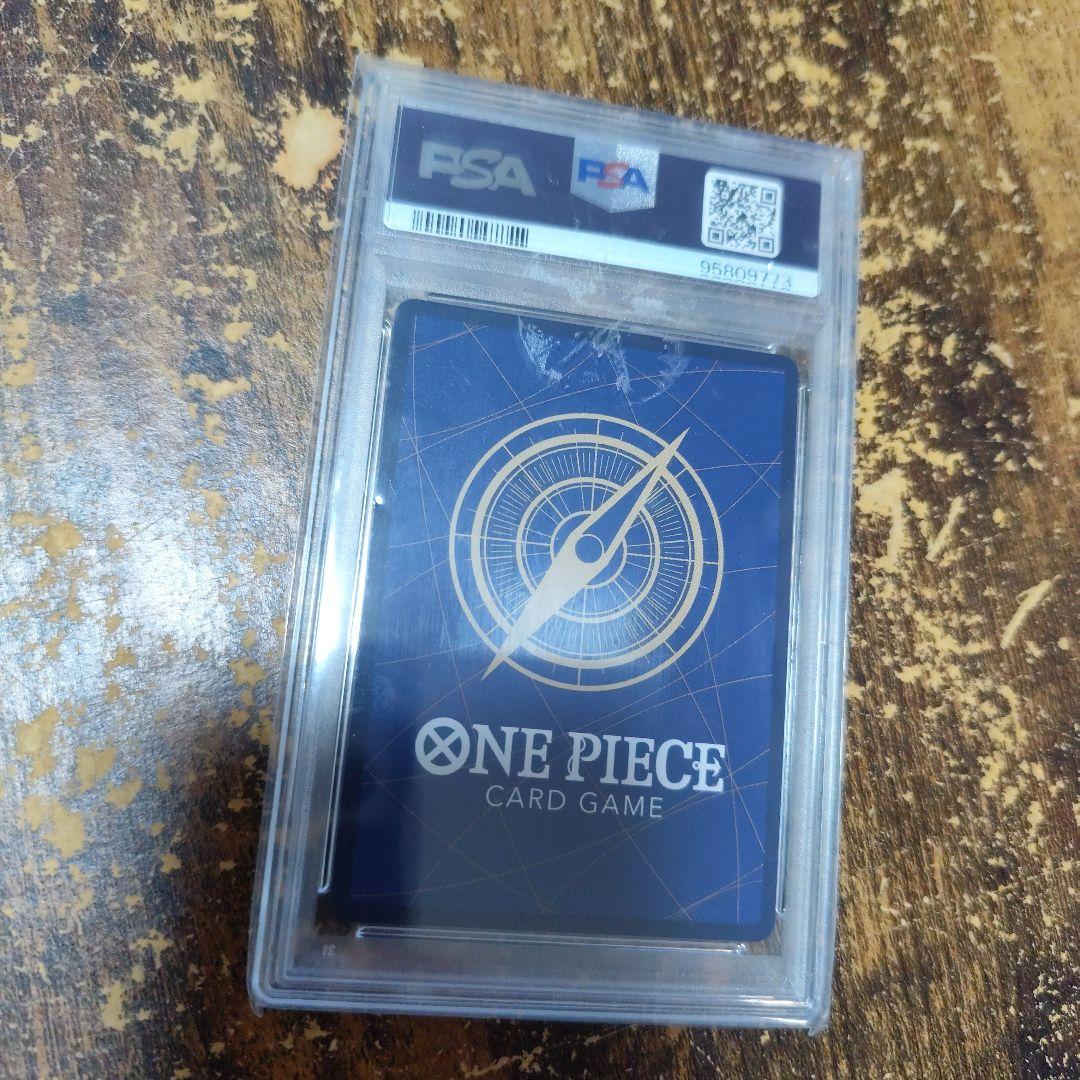 PSA
PSA
95809773
ONE PIECE
CARD GAME